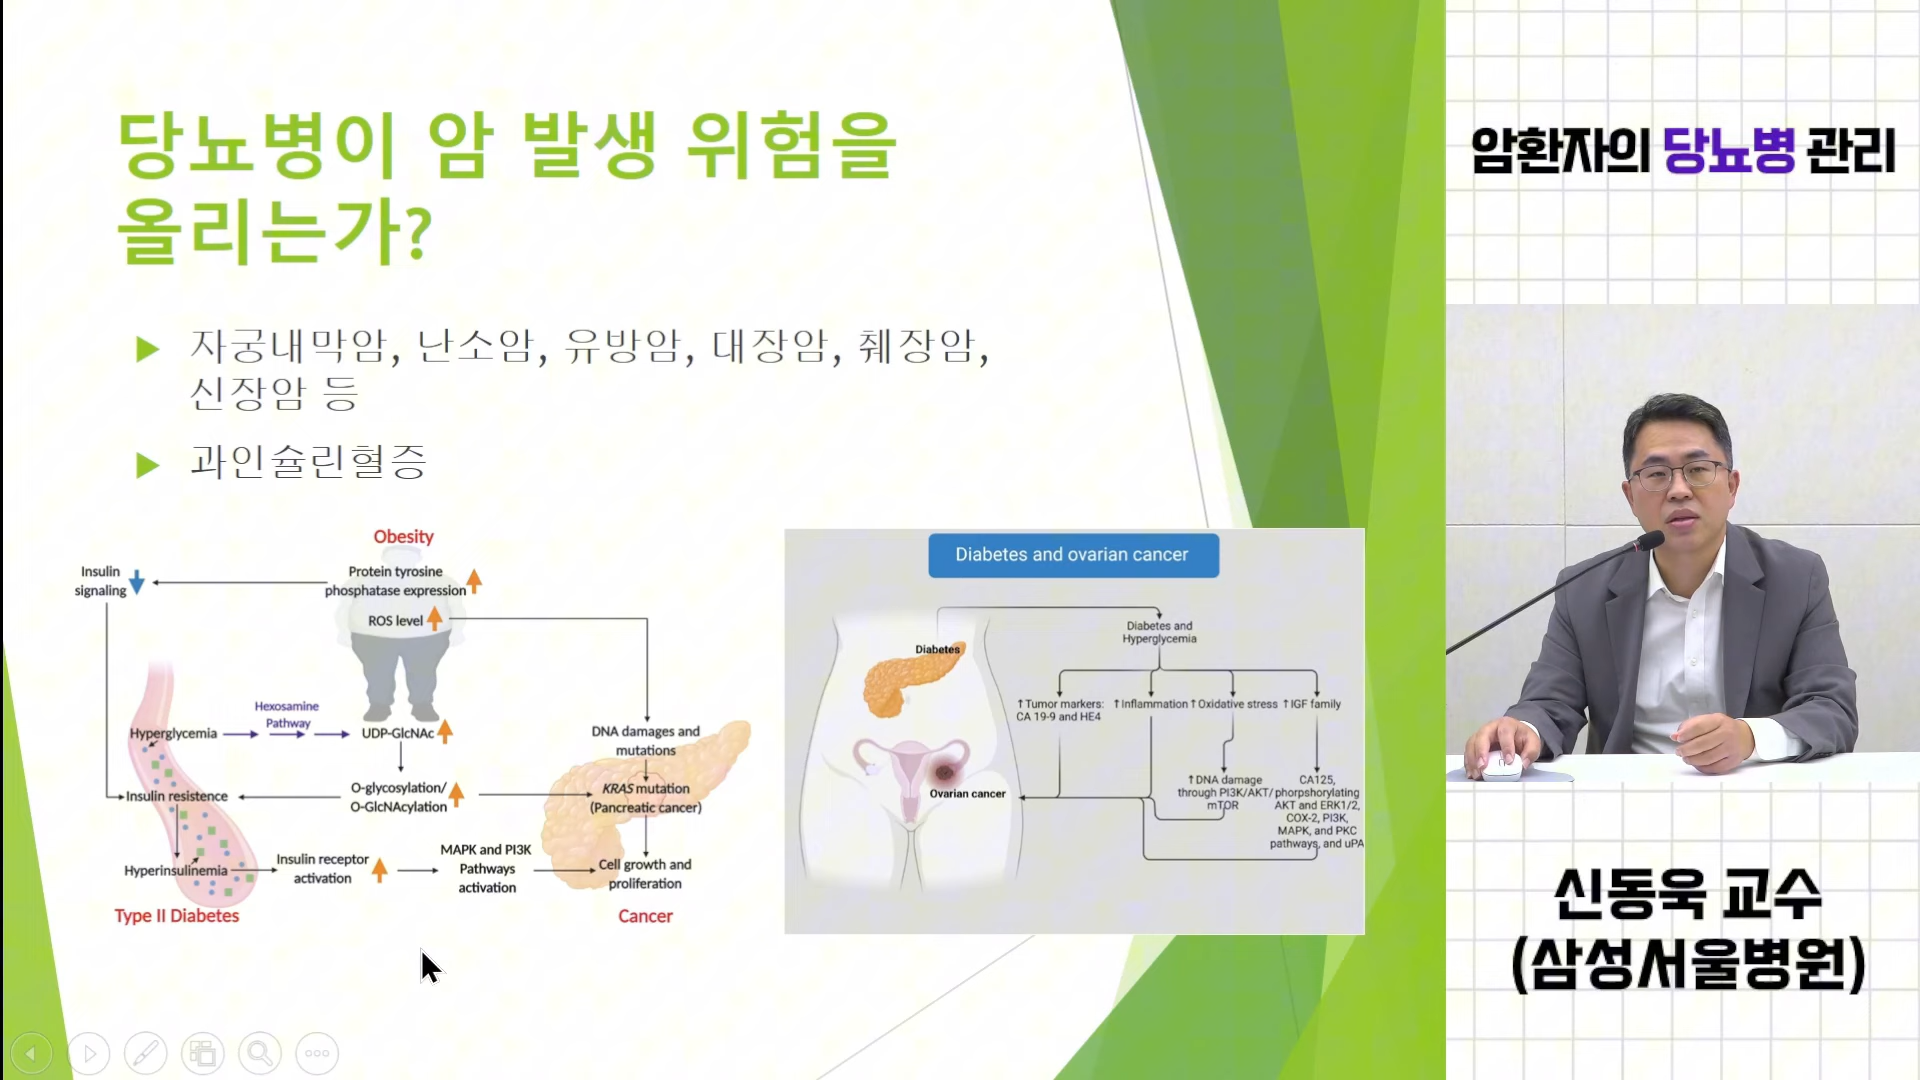 당뇨병이 암 발생 위험을
올리는가?
자궁내막암, 난소암, 유방암, 대장암, 췌장암,
신장암 등
과인슐린혈증
Obesity
Insulin
signaling
Protein tyrosine
phosphatase expression
ROS level
Hexosamine
Pathway
Hyperglycemia
UDP-GlcNAc
DNA damages and
mutations
Insulin resistence
O-glycosylation/
O-GlcNAcylation
KRAS mutation
(Pancreatic cancer)
Hyperinsulinemia
Insulin receptor
activation
MAPK and PI3K
Pathways
activation
Cell growth and
proliferation
Type II Diabetes
Cancer
Diabetes and ovarian cancer
Diabetes and
Hyperglycemia
Diabetes
↑Tumor markers:
CA 19-9 and HE4
↑Inflammation
↑Oxidative stress
↑IGF family
Ovarian cancer
↑DNA damage
through PI3K/AKT/
mTOR
CA125,
phorphorylating
AKT and ERK1/2,
COX-2, PI3K,
MAPK, and PKC
pathways, and uPA
암환자의 당뇨병 관리
신동욱 교수
(삼성서울병원)